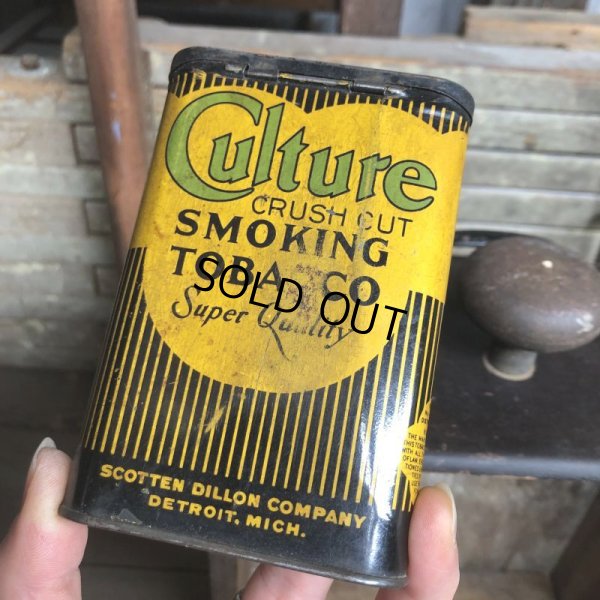 Culture
CRUSH CUT
SMOKING
TOBACCO
SOLD OUT
Super Quality
SCOTTEN DILLON COMPANY
DETROIT, MICH.